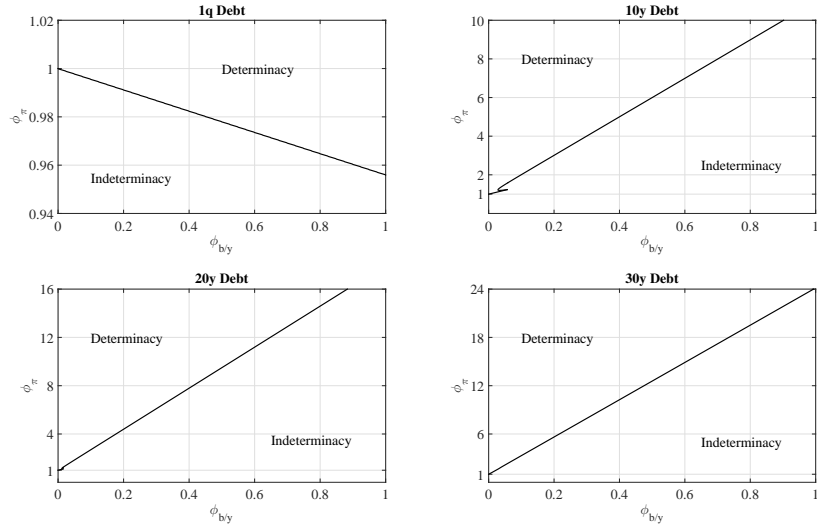 1q Debt
1.02
1
0.98
0.96
0.94
ϕπ
Determinacy
Indeterminacy
0
0.2
0.4
0.6
0.8
1
ϕb/y
10y Debt
10
8
6
4
2
1
ϕπ
Determinacy
Indeterminacy
0
0.2
0.4
0.6
0.8
1
ϕb/y
20y Debt
16
12
8
4
1
ϕπ
Determinacy
Indeterminacy
0
0.2
0.4
0.6
0.8
1
ϕb/y
30y Debt
24
18
12
6
1
ϕπ
Determinacy
Indeterminacy
0
0.2
0.4
0.6
0.8
1
ϕb/y